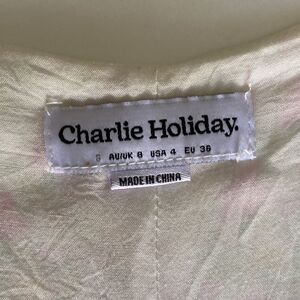 Charlie Holiday.
S AU/UK 8 USA 4 EU 36
MADE IN CHINA